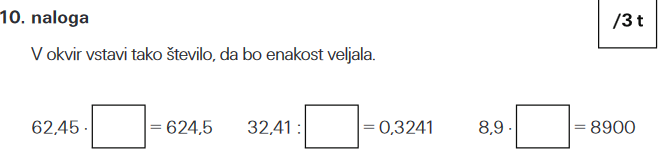 10. naloga
/3 t
V okvir vstavi tako število, da bo enakost veljala.
62,45 · = 624,5 32,41 : = 0,3241 8,9 · = 8900